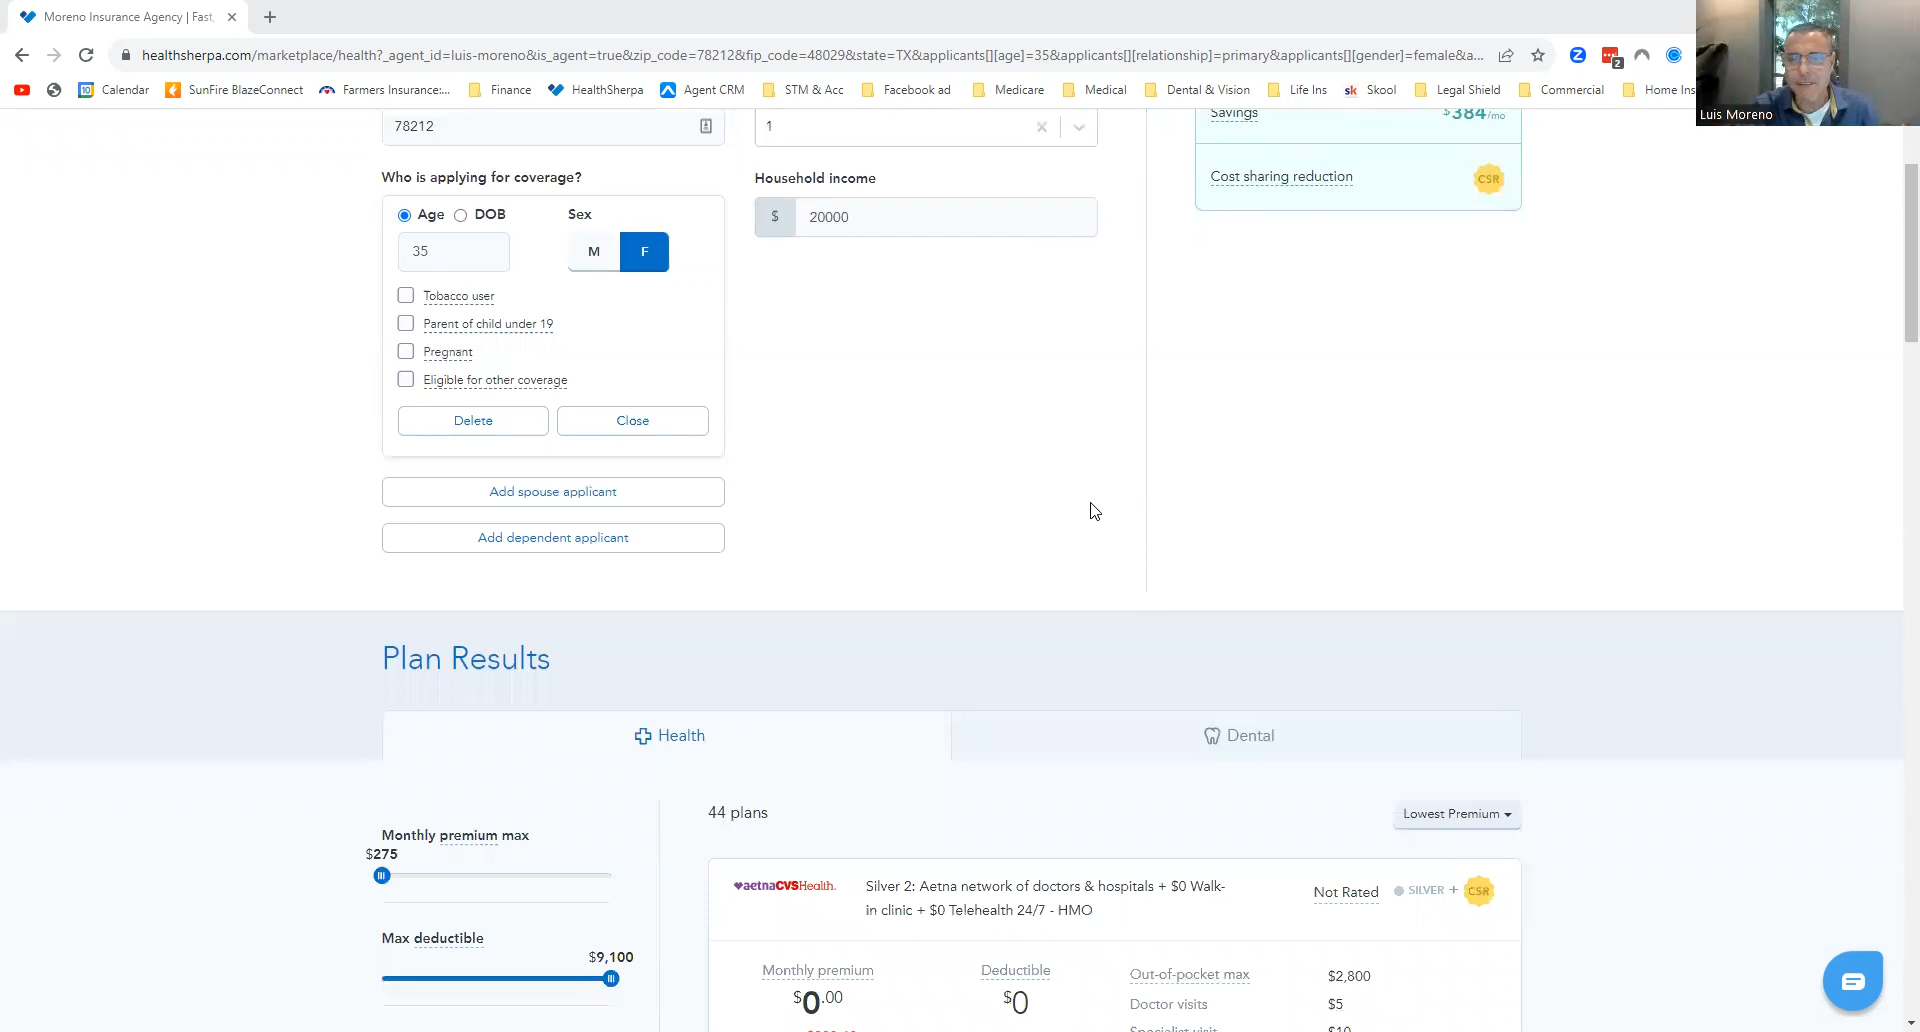 Moreno Insurance Agency | Fast,
healthsherpa.com/marketplace/health?_agent_id=luis-moreno&is_agent=true&zip_code=78212&fip_code=48029&state=TX&applicants[][age]=35&applicants[][relationship]=primary&applicants[][gender]=female&a...
2
Calendar
SunFire BlazeConnect
Farmers Insurance:...
Finance
HealthSherpa
Agent CRM
STM & Acc
Facebook ad
Medicare
Medical
Dental & Vision
Life Ins
sk Skool
Legal Shield
Commercial
Home Ins
Luis Moreno
78212
1
Savings
$384/mo
Who is applying for coverage?
Household income
Cost sharing reduction
CSR
Age
DOB
Sex
$ 20000
35
M
F
Tobacco user
Parent of child under 19
Pregnant
Eligible for other coverage
Delete
Close
Add spouse applicant
Add dependent applicant
Plan Results
Health
Dental
44 plans
Lowest Premium
Monthly premium max
$275
Max deductible
$9,100
aetnaCVSHealth.
Silver 2: Aetna network of doctors & hospitals + $0 Walk-
in clinic + $0 Telehealth 24/7 - HMO
Not Rated
SILVER +
CSR
Monthly premium
$0.00
Deductible
$0
Out-of-pocket max
$2,800
Doctor visits
$5
Specialist visit
$10